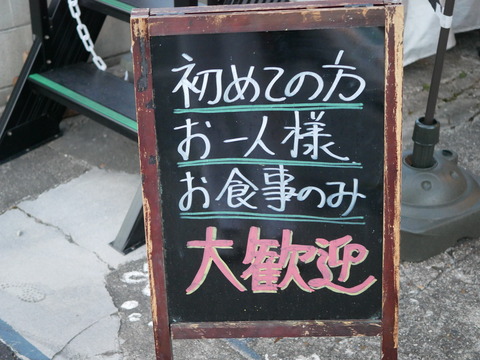 初めての方
お一人様
お食事のみ
大歓迎